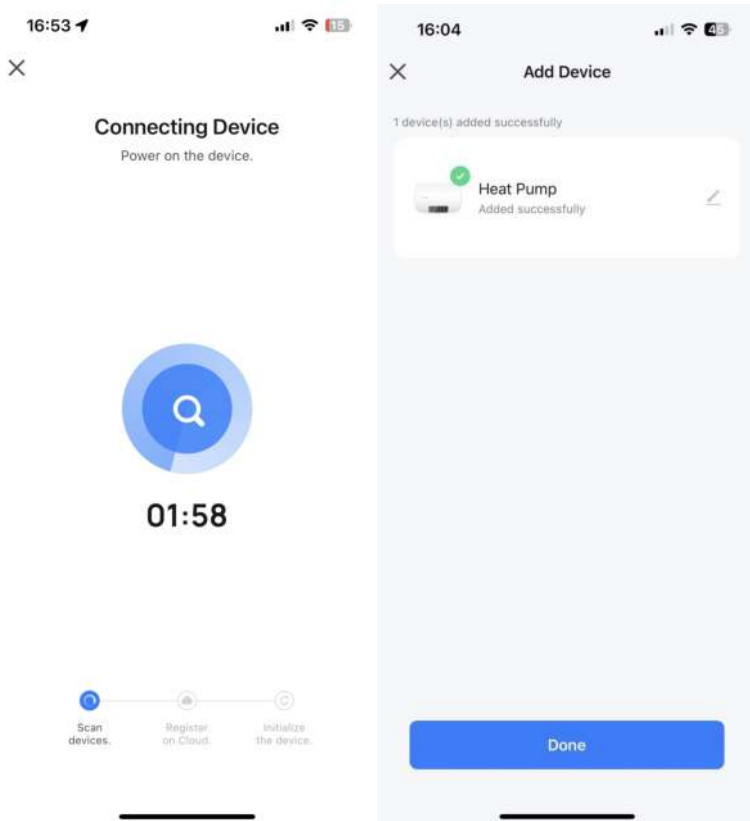 16:53
15
Connecting Device
Power on the device.
01:58
Scan
devices.
Register
on Cloud.
Initialize
the device.
16:04
45
Add Device
1 device(s) added successfully
Heat Pump
Added successfully
Done